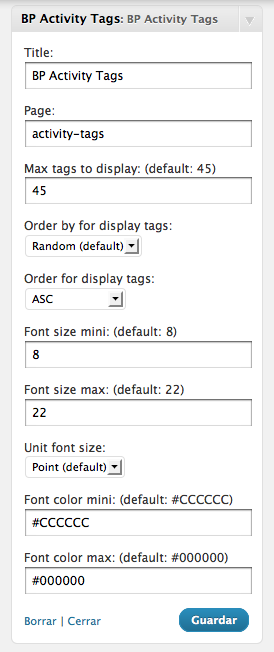 BP Activity Tags: BP Activity Tags
Title:
BP Activity Tags
Page:
activity-tags
Max tags to display: (default: 45)
45
Order by for display tags:
Random (default)
Order for display tags:
ASC
Font size mini: (default: 8)
8
Font size max: (default: 22)
22
Unit font size:
Point (default)
Font color mini: (default: #CCCCCC)
#CCCCCC
Font color max: (default: #000000)
#000000
Borrar | Cerrar Guardar